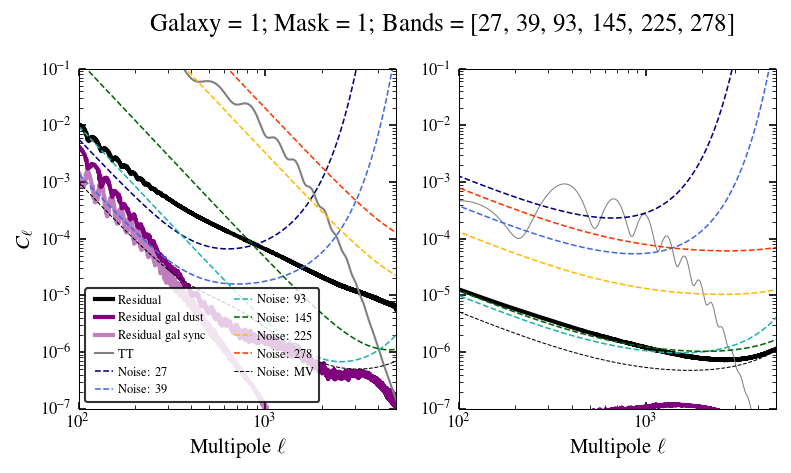 Galaxy = 1; Mask = 1; Bands = [27, 39, 93, 145, 225, 278]
10⁻¹
10⁻²
10⁻³
10⁻⁴
10⁻⁵
10⁻⁶
10⁻⁷
C_ℓ
Residual
Residual gal dust
Residual gal sync
TT
Noise: 27
Noise: 39
Noise: 93
Noise: 145
Noise: 225
Noise: 278
Noise: MV
10²
10³
Multipole ℓ
10⁻¹
10⁻²
10⁻³
10⁻⁴
10⁻⁵
10⁻⁶
10⁻⁷
10²
10³
Multipole ℓ